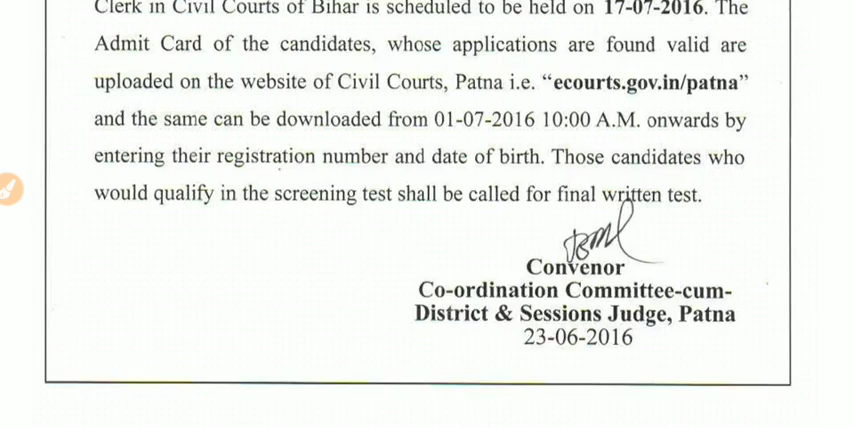 Clerk in Civil Courts of Bihar is scheduled to be held on 17-07-2016. The
Admit Card of the candidates, whose applications are found valid are
uploaded on the website of Civil Courts, Patna i.e. “ecourts.gov.in/patna”
and the same can be downloaded from 01-07-2016 10:00 A.M. onwards by
entering their registration number and date of birth. Those candidates who
would qualify in the screening test shall be called for final written test.
Convenor
Co-ordination Committee-cum-
District & Sessions Judge, Patna
23-06-2016